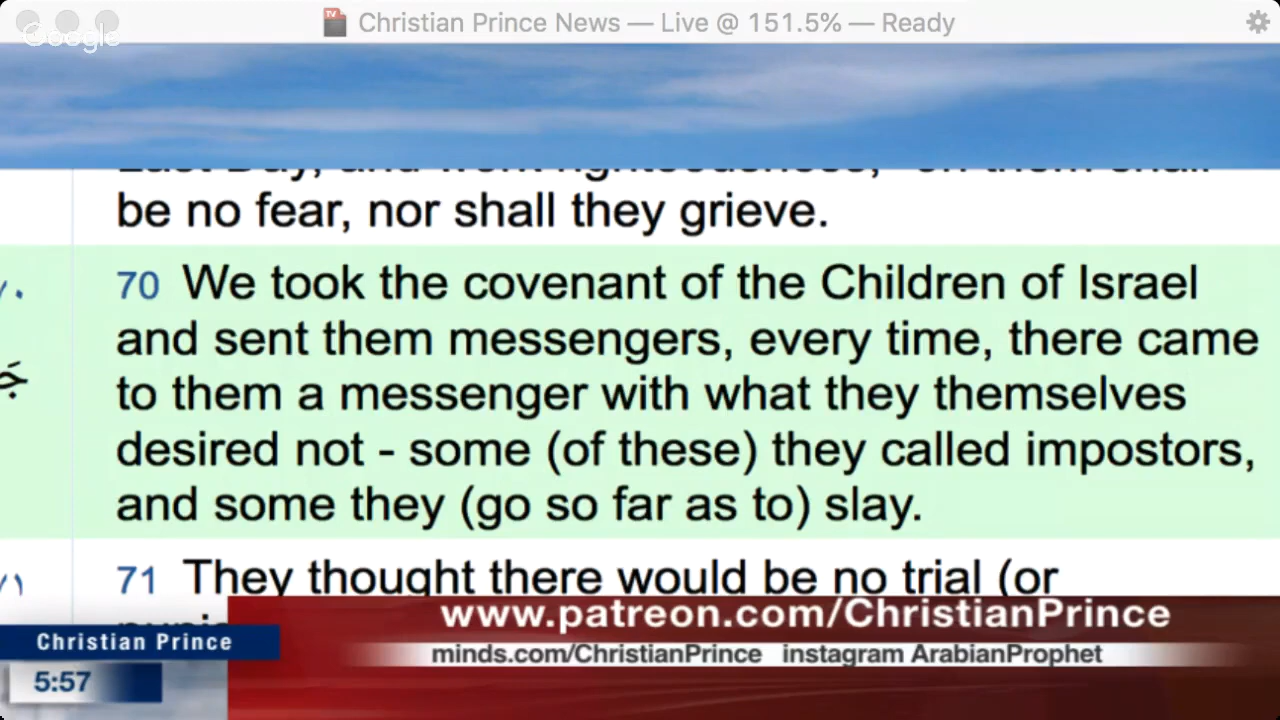 Christian Prince News — Live @ 151.5% — Ready
Google
be no fear, nor shall they grieve.
70 We took the covenant of the Children of Israel
and sent them messengers, every time, there came
to them a messenger with what they themselves
desired not - some (of these) they called impostors,
and some they (go so far as to) slay.
71 They thought there would be no trial (or
www.patreon.com/ChristianPrince
Christian Prince
minds.com/ChristianPrince instagram ArabianProphet
5:57